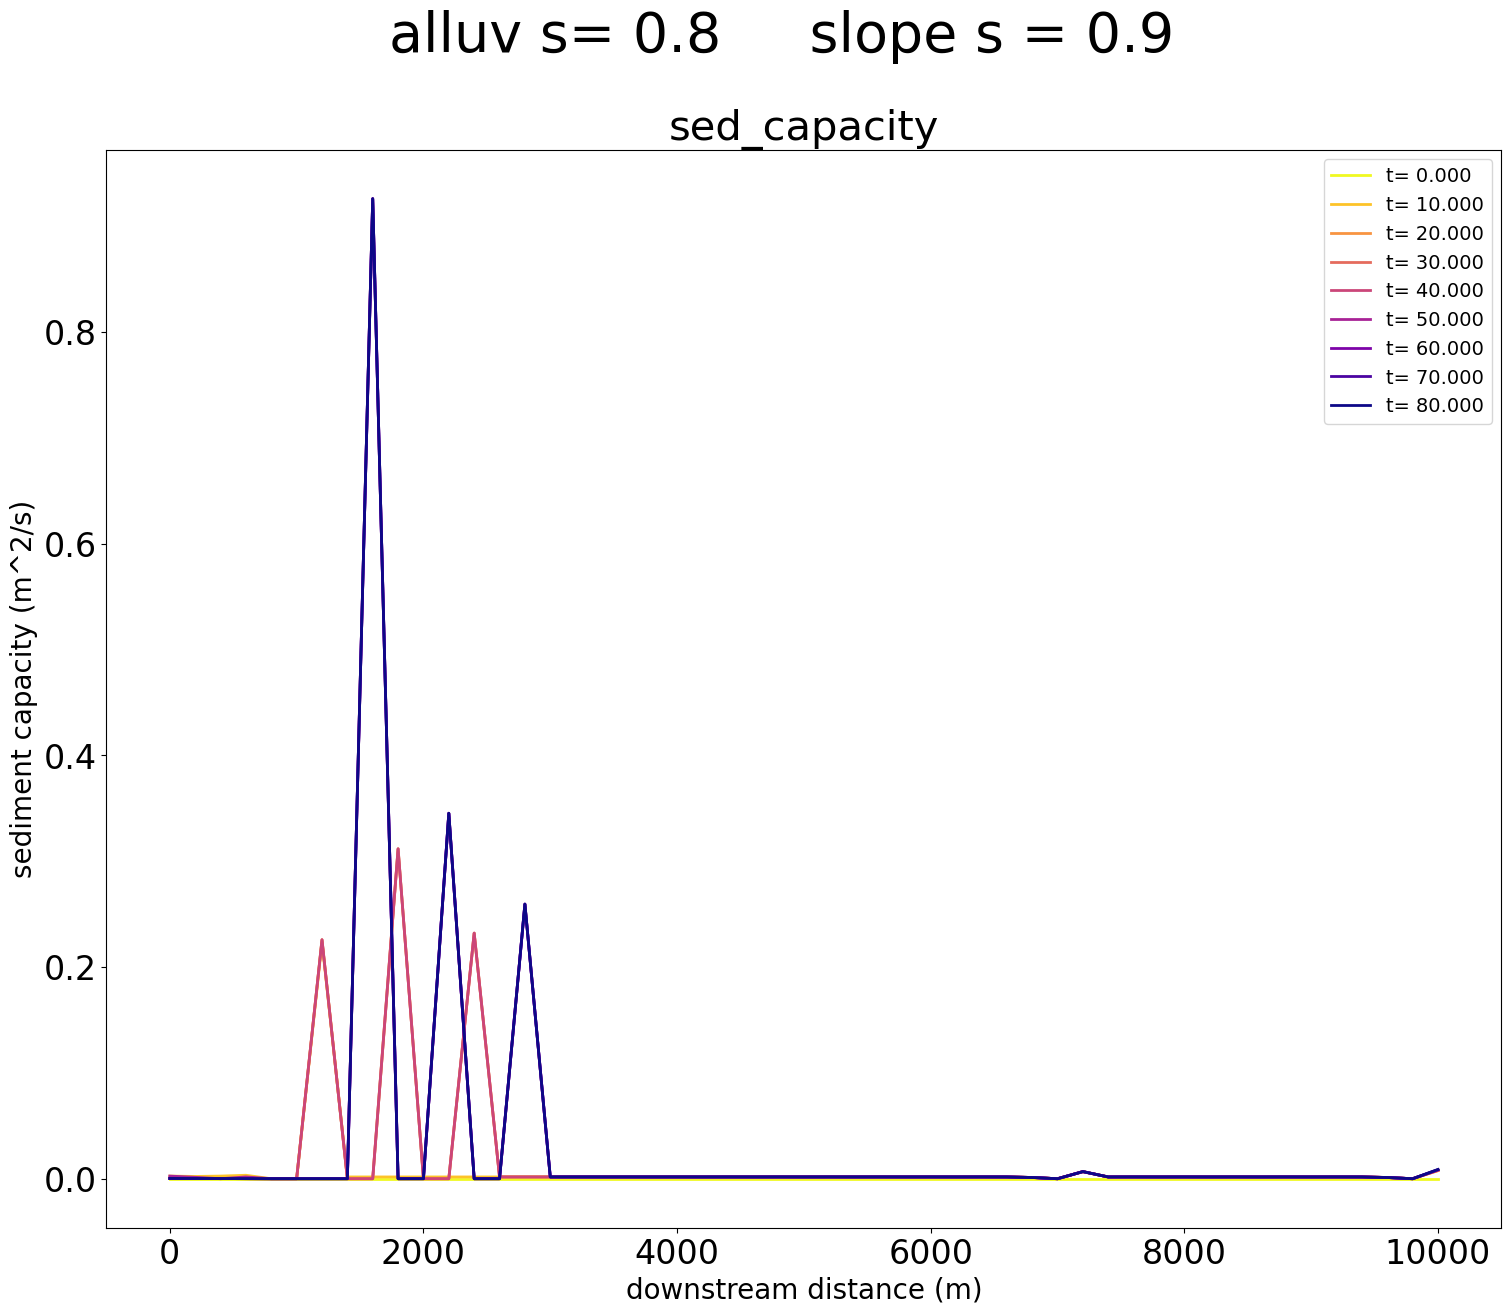 alluv s= 0.8     slope s = 0.9
sed_capacity
t= 0.000
t= 10.000
t= 20.000
t= 30.000
t= 40.000
t= 50.000
t= 60.000
t= 70.000
t= 80.000
sediment capacity (m^2/s)
0.8
0.6
0.4
0.2
0.0
0 2000 4000 6000 8000 10000
downstream distance (m)